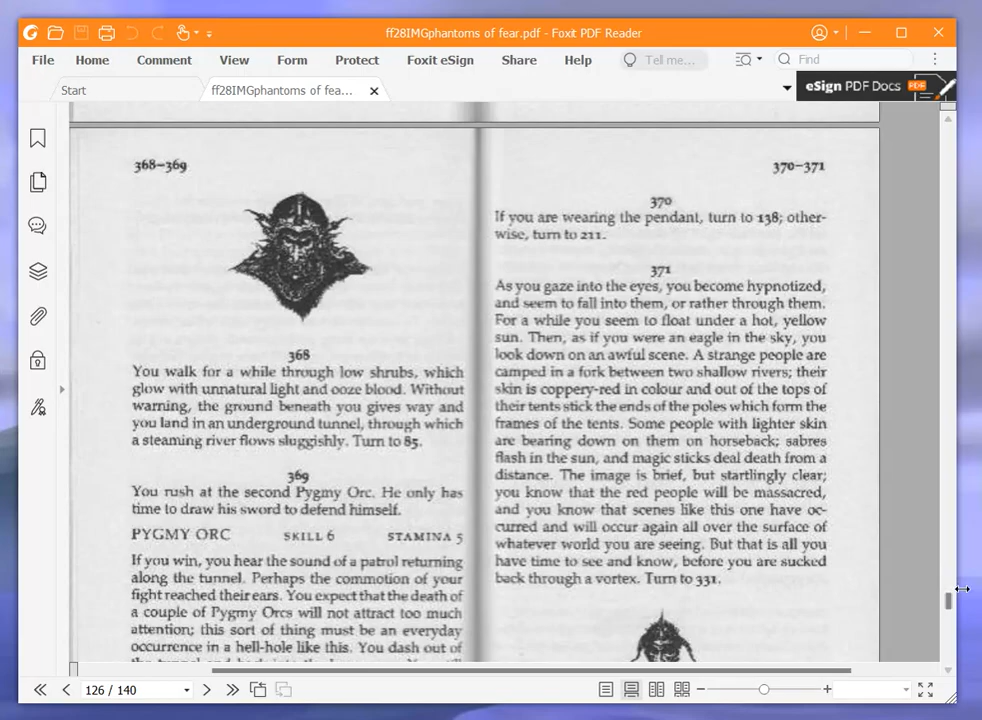 ff28IMGphantoms of fear.pdf - Foxit PDF Reader
File Home Comment View Form Protect Foxit eSign Share Help Tell me... Find
Start ff28IMGphantoms of fea... eSign PDF Docs PDF
368–369
368
You walk for a while through low shrubs, which
glow with unnatural light and ooze blood. Without
warning, the ground beneath you gives way and
you land in an underground tunnel, through which
a steaming river flows sluggishly. Turn to 85.
369
You rush at the second Pygmy Orc. He only has
time to draw his sword to defend himself.
PYGMY ORC SKILL 6 STAMINA 5
If you win, you hear the sound of a patrol returning
along the tunnel. Perhaps the commotion of your
fight reached their ears. You expect that the death of
a couple of Pygmy Orcs will not attract too much
attention; this sort of thing must be an everyday
occurrence in a hell-hole like this. You dash out of
370–371
370
If you are wearing the pendant, turn to 138; other-
wise, turn to 211.
371
As you gaze into the eyes, you become hypnotized,
and seem to fall into them, or rather through them.
For a while you seem to float under a hot, yellow
sun. Then, as if you were an eagle in the sky, you
look down on an awful scene. A strange people are
camped in a fork between two shallow rivers; their
skin is coppery-red in colour and out of the tops of
their tents stick the ends of the poles which form the
frames of the tents. Some people with lighter skin
are bearing down on them on horseback; sabres
flash in the sun, and magic sticks deal death from a
distance. The image is brief, but startlingly clear;
you know that the red people will be massacred,
and you know that scenes like this one have oc-
curred and will occur again all over the surface of
whatever world you are seeing. But that is all you
have time to see and know, before you are sucked
back through a vortex. Turn to 331.
126 / 140